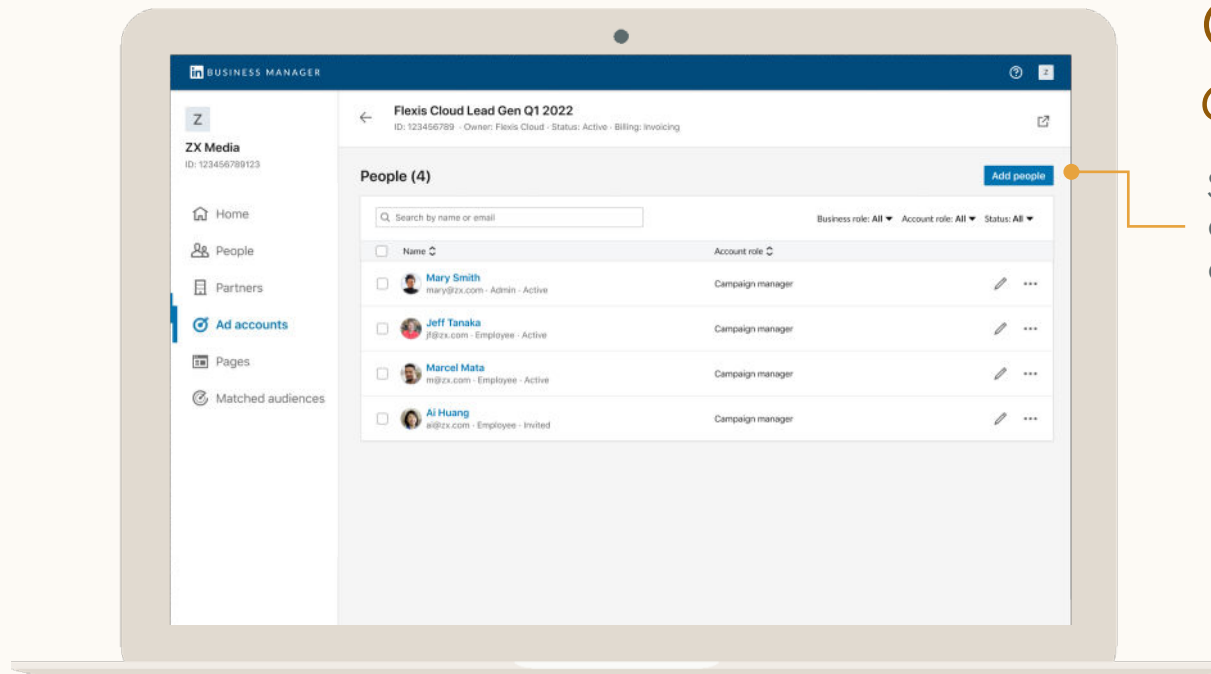 in BUSINESS MANAGER
Z
Z
ZX Media
ID: 123456789123
Home
People
Partners
Ad accounts
Pages
Matched audiences
Flexis Cloud Lead Gen Q1 2022
ID: 123456789 · Owner: Flexis Cloud · Status: Active · Billing: Invoicing
People (4)
Add people
Search by name or email
Business role: All Account role: All Status: All
Name Account role
Mary Smith
mary@zx.com · Admin · Active
Campaign manager
Jeff Tanaka
jf@zx.com · Employee · Active
Campaign manager
Marcel Mata
m@zx.com · Employee · Active
Campaign manager
Ai Huang
ai@zx.com · Employee · Invited
Campaign manager